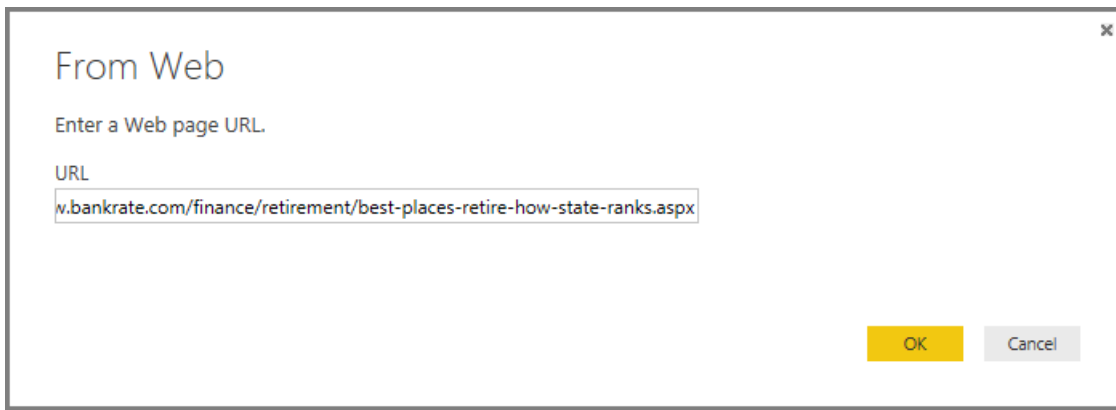 From Web
Enter a Web page URL.
URL
w.bankrate.com/finance/retirement/best-places-retire-how-state-ranks.aspx
OK Cancel